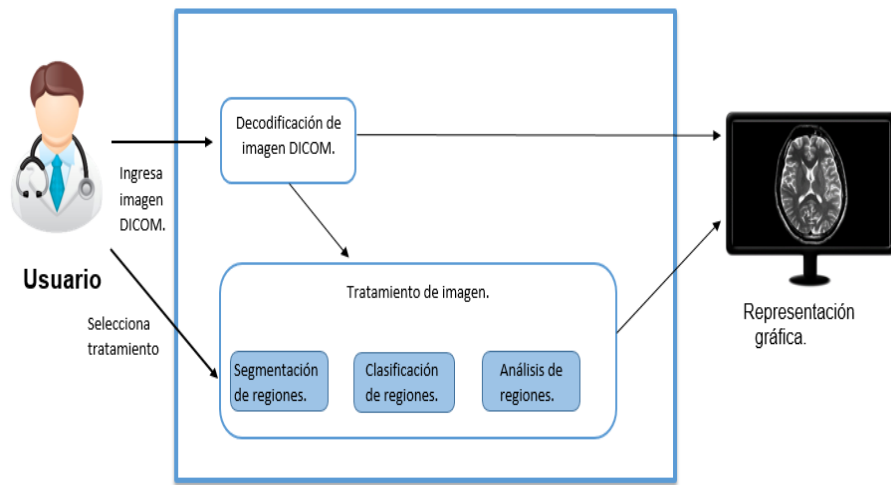 Decodificación de
imagen DICOM.
Ingresa
imagen
DICOM.
Usuario
Selecciona
tratamiento
Tratamiento de imagen.
Segmentación
de regiones.
Clasificación
de regiones.
Análisis de
regiones.
Representación
gráfica.